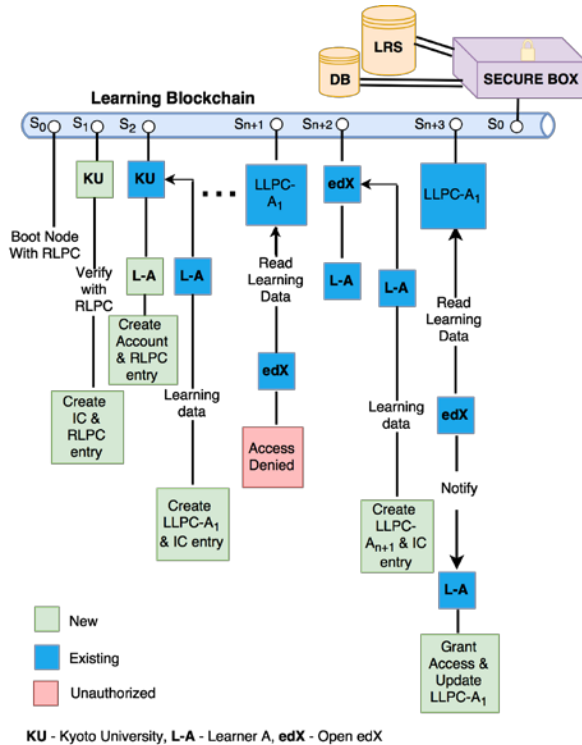 LRS
DB
SECURE BOX
Learning Blockchain
S0
S1
S2
Sn+1
Sn+2
Sn+3
S0
KU
KU
LLPC-
A1
edX
LLPC-A1
Boot Node
With RLPC
Verify
with
RLPC
L-A
L-A
Read
Learning
Data
L-A
L-A
Read
Learning
Data
Create
Account
& RLPC
entry
edX
Create
IC &
RLPC
entry
Learning
data
Access
Denied
Learning
data
edX
Create
LLPC-A1
& IC entry
Create
LLPC-
An+1 & IC
entry
Notify
L-A
Grant
Access &
Update
LLPC-A1
New
Existing
Unauthorized
KU - Kyoto University, L-A - Learner A, edX - Open edX